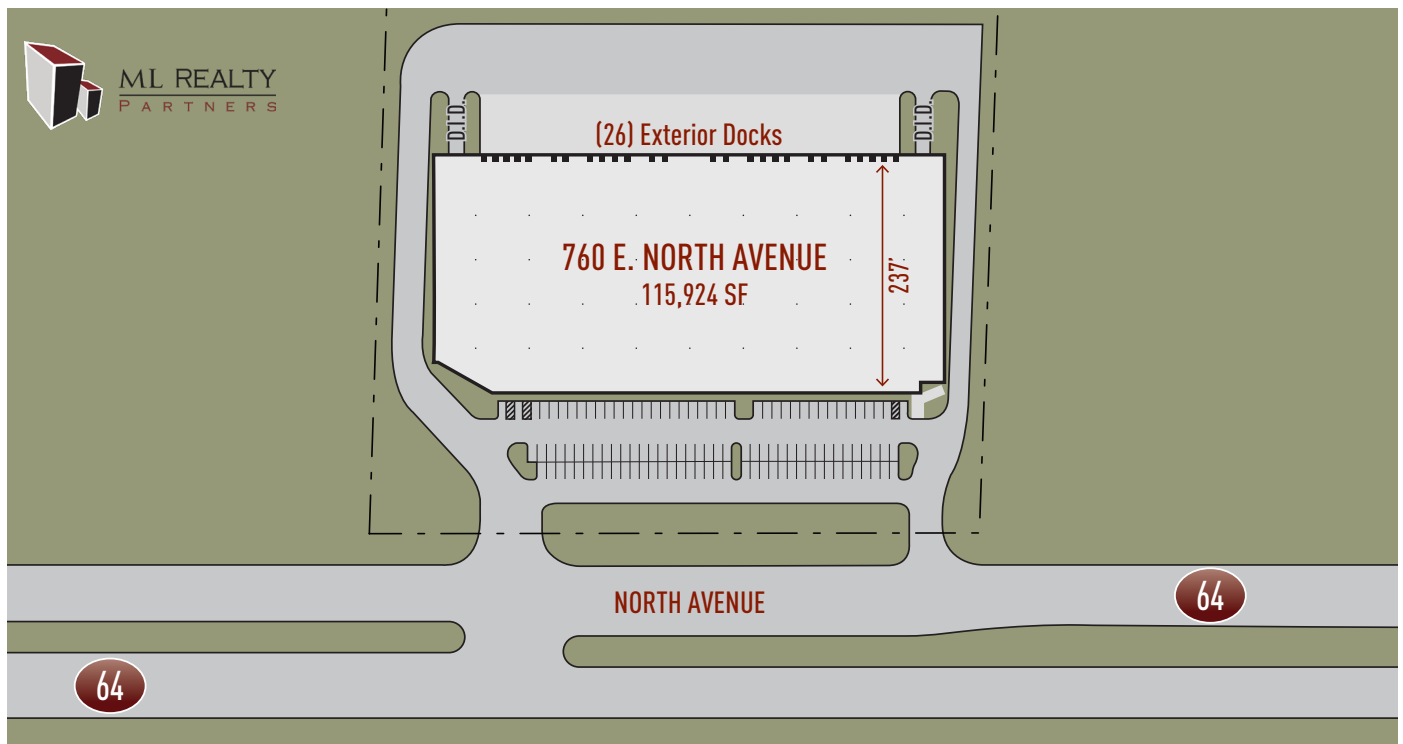 ML REALTY
PARTNERS
D.I.D.
D.I.D.
(26) Exterior Docks
760 E. NORTH AVENUE
115,924 SF
237'
NORTH AVENUE
64
64